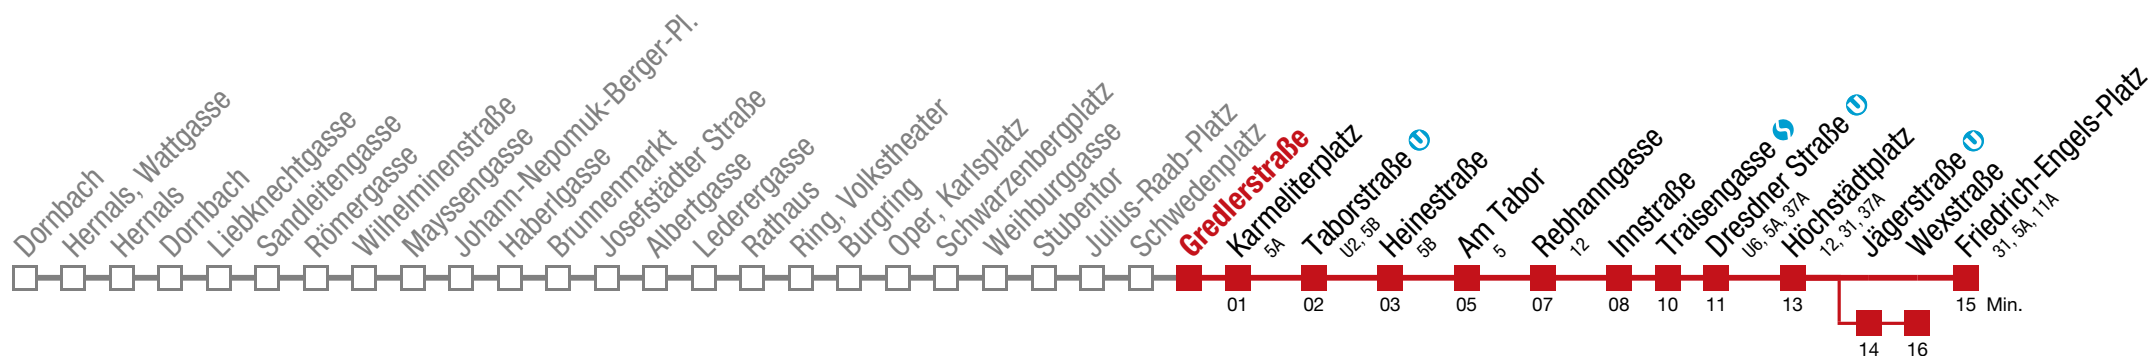 Dornbach
Hernals, Wattgasse
Hernals
Dornbach
Liebknechtgasse
Sandleitengasse
Römergasse
Wilhelminenstraße
Mayssengasse
Johann-Nepomuk-Berger-Pl.
Haberlgasse
Brunnenmarkt
Josefstädter Straße
Albertgasse
Lederergasse
Rathaus
Ring, Volkstheater
Burgring
Oper, Karlsplatz
Schwarzenbergplatz
Weihburggasse
Stubentor
Julius-Raab-Platz
Schwedenplatz
Gredlerstraße
Karmeliterplatz
5A
Taborstraße U
U2, 5B
Heinestraße
5B
Am Tabor
5
Rebhanngasse
12
Innstraße
Traisengasse S
Dresdner Straße U
U6, 5A, 37A
Höchstädtplatz
12, 31, 37A
Jägerstraße U
Wexstraße
Friedrich-Engels-Platz
31, 5A, 11A
01 02 03 05 07 08 10 11 13 15 Min.
14 16